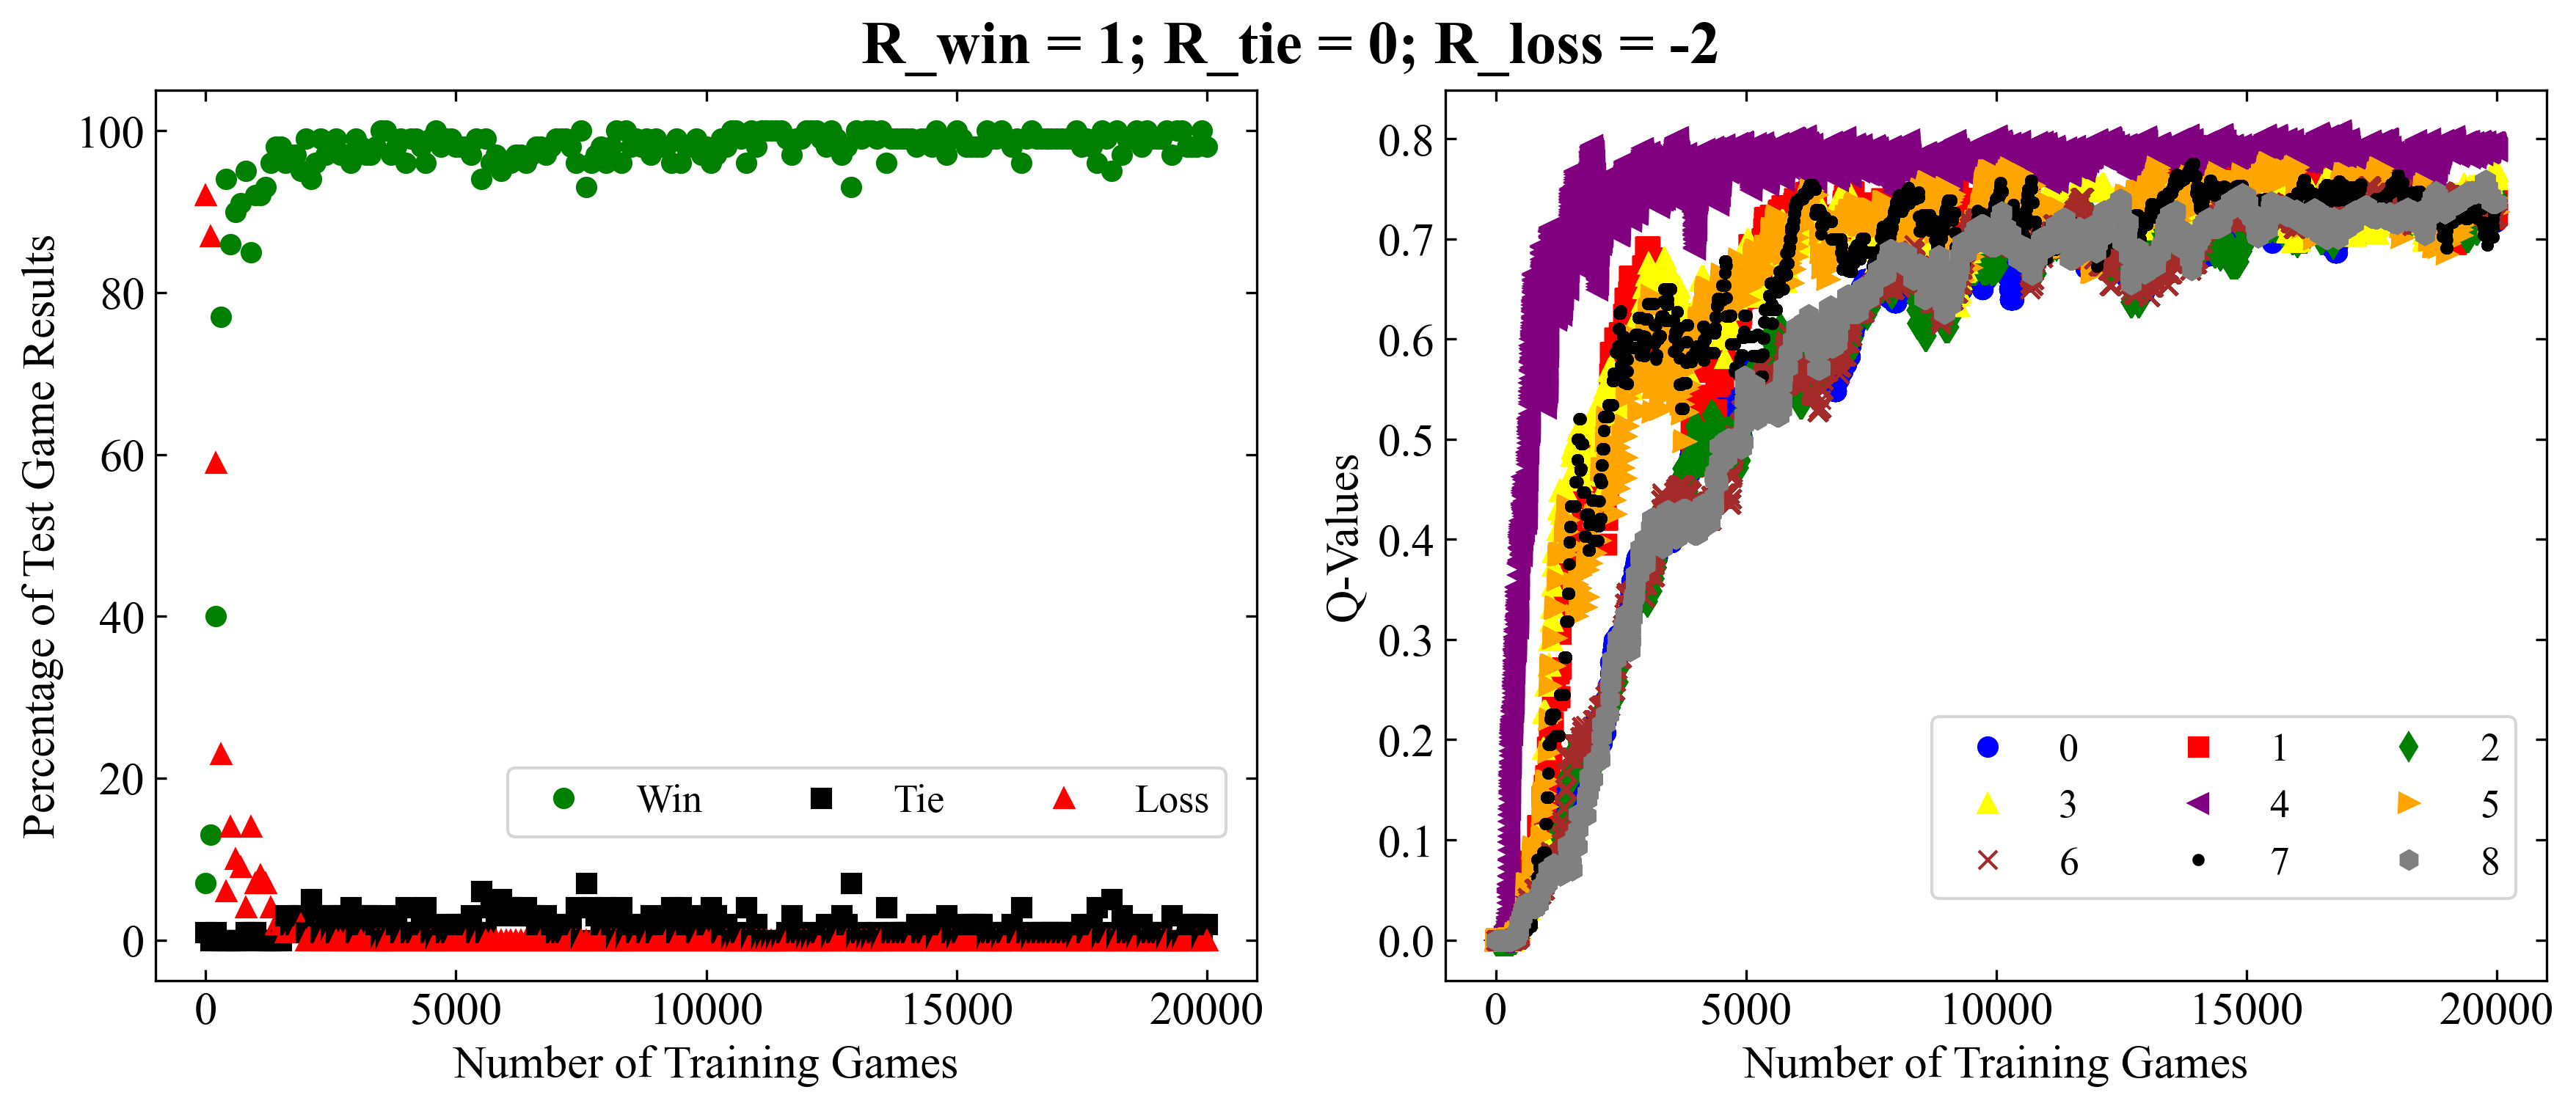 R_win = 1; R_tie = 0; R_loss = -2
Percentage of Test Game Results
100
80
60
40
20
0
Win Tie Loss
0 5000 10000 15000 20000
Number of Training Games
Q-Values
0.8
0.7
0.6
0.5
0.4
0.3
0.2
0.1
0.0
0 1 2
3 4 5
6 7 8
0 5000 10000 15000 20000
Number of Training Games